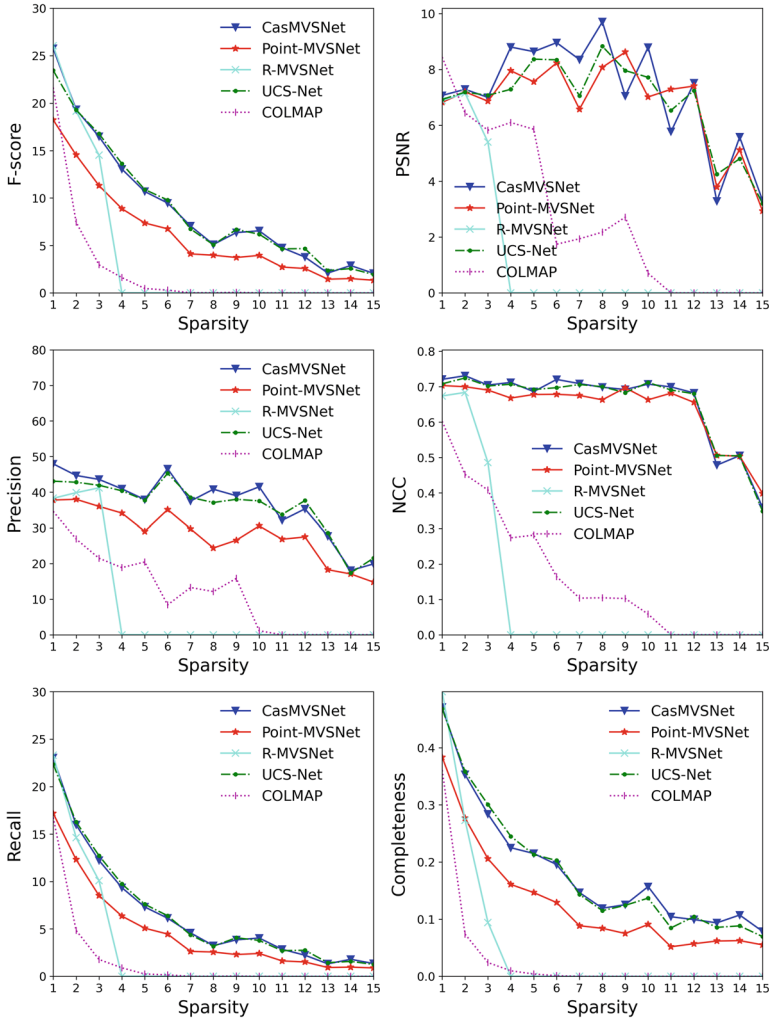 30
25
20
15
10
5
0
F-score
CasMVSNet
Point-MVSNet
R-MVSNet
UCS-Net
COLMAP
1 2 3 4 5 6 7 8 9 10 11 12 13 14 15
Sparsity
10
8
6
4
2
0
PSNR
CasMVSNet
Point-MVSNet
R-MVSNet
UCS-Net
COLMAP
1 2 3 4 5 6 7 8 9 10 11 12 13 14 15
Sparsity
80
70
60
50
40
30
20
10
0
Precision
CasMVSNet
Point-MVSNet
R-MVSNet
UCS-Net
COLMAP
1 2 3 4 5 6 7 8 9 10 11 12 13 14 15
Sparsity
0.8
0.7
0.6
0.5
0.4
0.3
0.2
0.1
0.0
NCC
CasMVSNet
Point-MVSNet
R-MVSNet
UCS-Net
COLMAP
1 2 3 4 5 6 7 8 9 10 11 12 13 14 15
Sparsity
30
25
20
15
10
5
0
Recall
CasMVSNet
Point-MVSNet
R-MVSNet
UCS-Net
COLMAP
1 2 3 4 5 6 7 8 9 10 11 12 13 14 15
Sparsity
0.4
0.3
0.2
0.1
0.0
Completeness
CasMVSNet
Point-MVSNet
R-MVSNet
UCS-Net
COLMAP
1 2 3 4 5 6 7 8 9 10 11 12 13 14 15
Sparsity